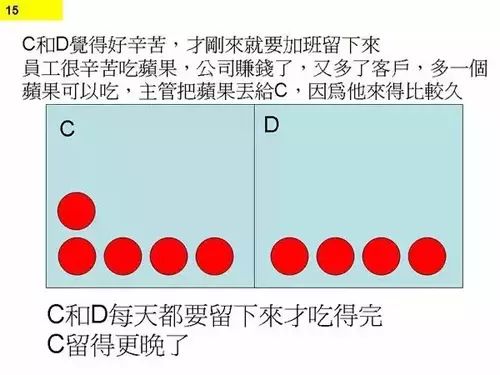 15
C和D覺得好辛苦，才剛來就要加班留下來
員工很辛苦吃蘋果，公司賺錢了，又多了客戶，多一個
蘋果可以吃，主管把蘋果丟給C，因為他來得比較久
C
D
C和D每天都要留下來才吃得完
C留得更晚了